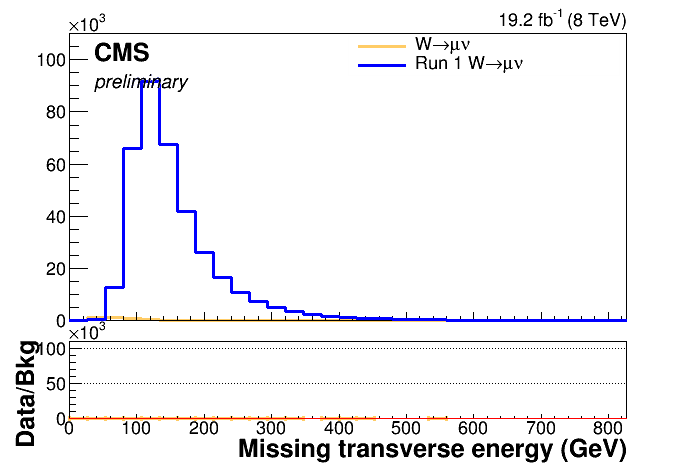 ×10³
19.2 fb⁻¹ (8 TeV)
CMS
preliminary
W→μν
Run 1 W→μν
100
80
60
40
20
0
×10³
Data/Bkg
100
50
0
0 100 200 300 400 500 600 700 800
Missing transverse energy (GeV)